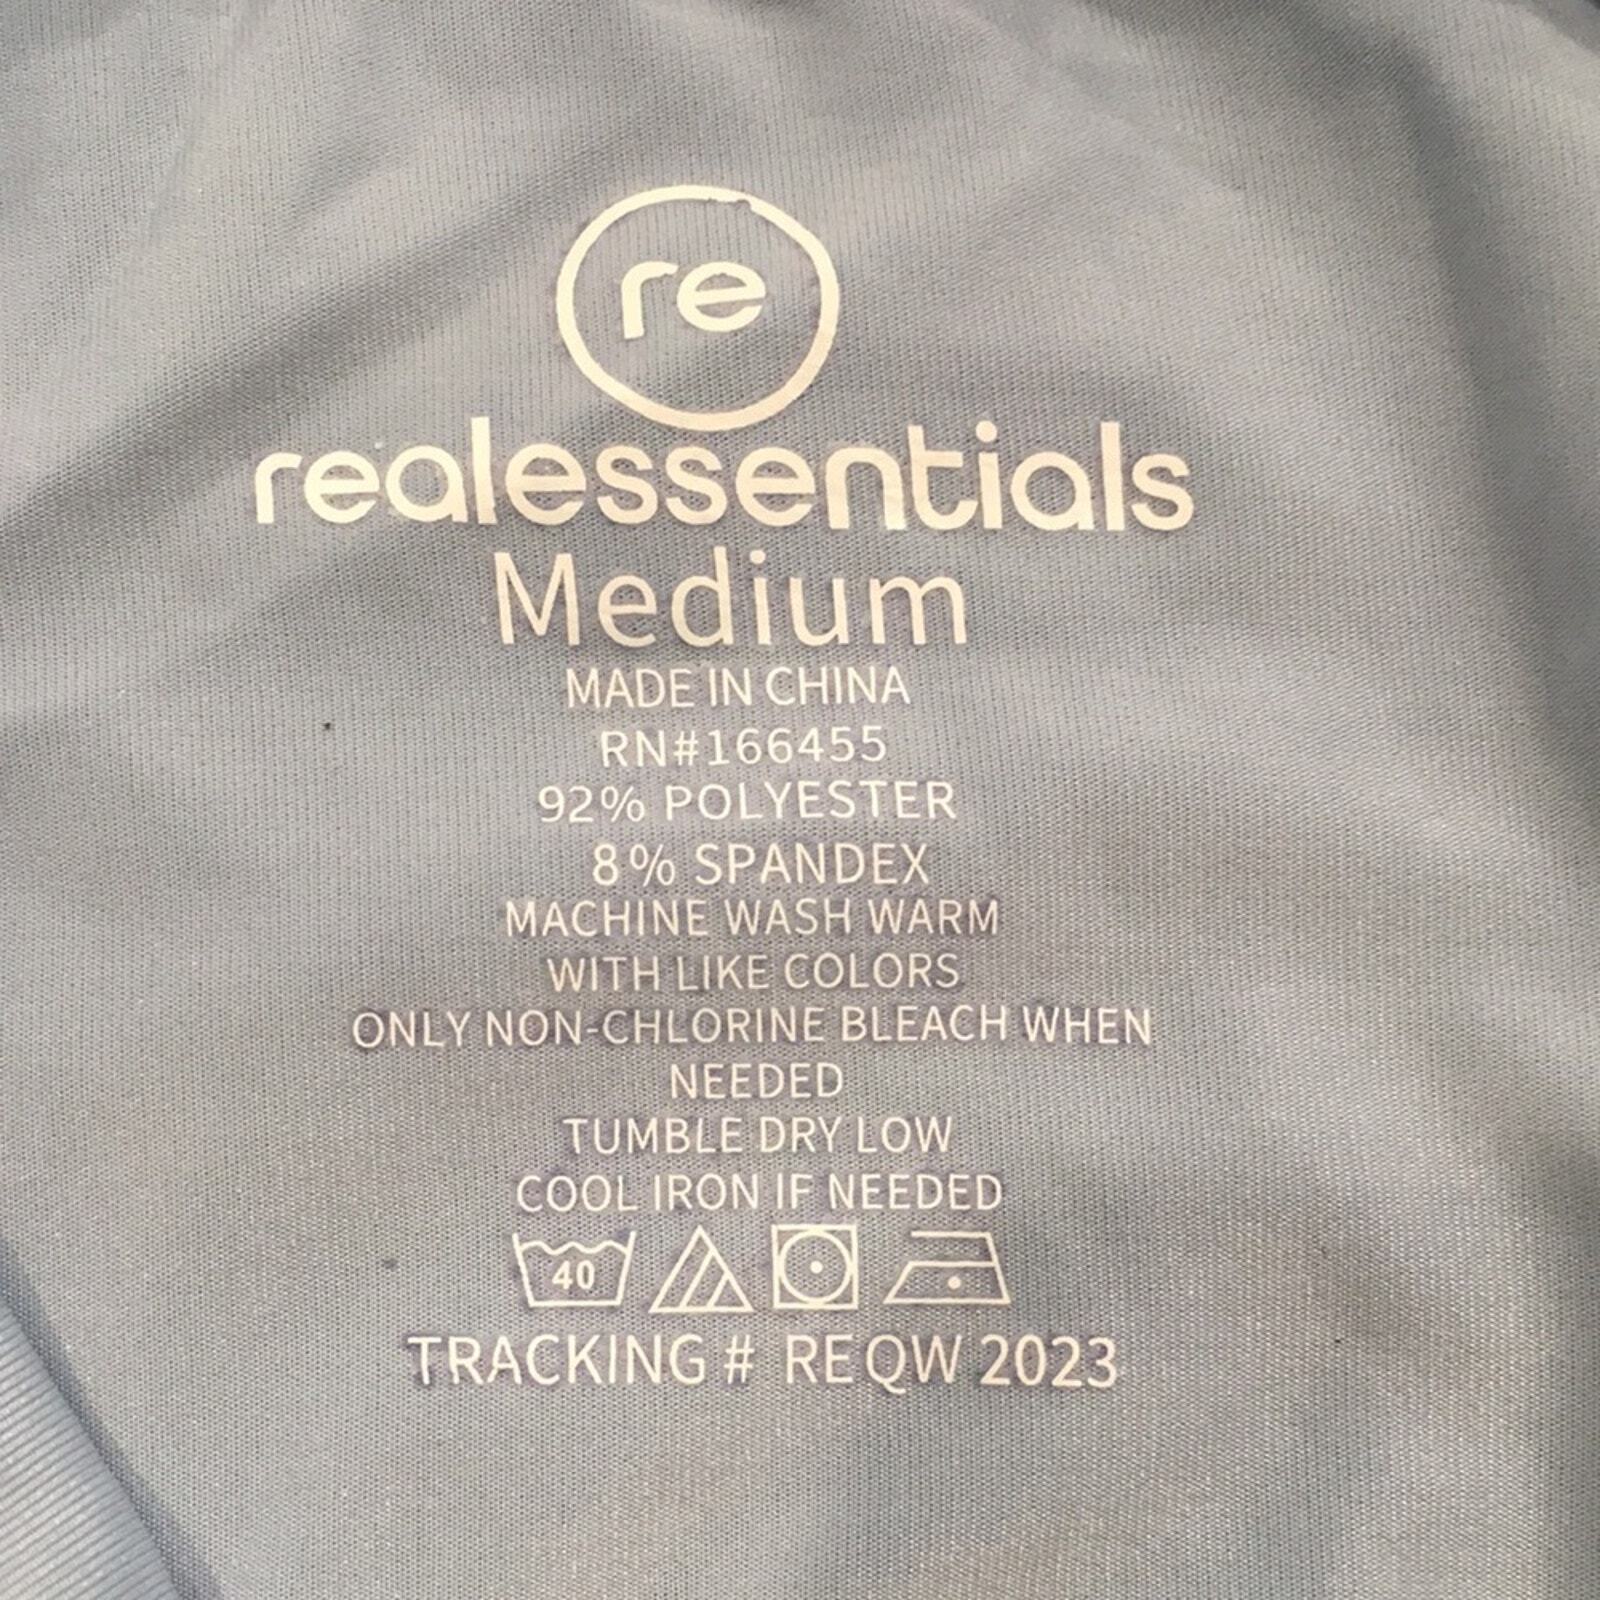 re
realessentials
Medium
MADE IN CHINA
RN#166455
92% POLYESTER
8% SPANDEX
MACHINE WASH WARM
WITH LIKE COLORS
ONLY NON-CHLORINE BLEACH WHEN
NEEDED
TUMBLE DRY LOW
COOL IRON IF NEEDED
40
TRACKING # REQW 2023